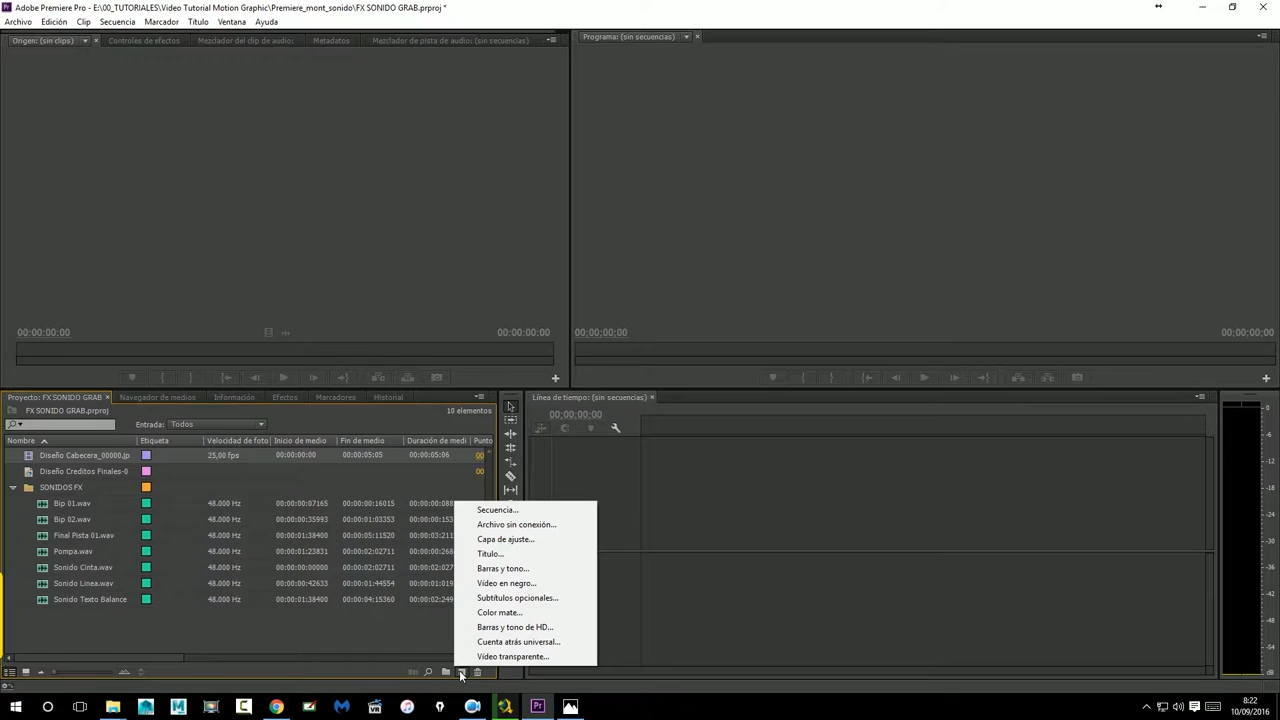 Adobe Premiere Pro - E:\00_TUTORIALES\Video Tutorial Motion Graphic\Premiere_mont_sonido\FX SONIDO GRAB.prproj *
Archivo Edición Clip Secuencia Marcador Título Ventana Ayuda
Origen: (sin clips) Controles de efectos Mezclador del clip de audio: Metadatos Mezclador de pista de audio: (sin secuencias)
Programa: (sin secuencias)
00:00:00:00 00:00:00:00
00;00;00;00 00;00;00;00
Proyecto: FX SONIDO GRAB Navegador de medios Información Efectos Marcadores Historial
Línea de tiempo: (sin secuencias)
FX SONIDO GRAB.prproj 10 elementos
00;00;00;00
Entrada: Todos
Nombre Etiqueta Velocidad de foto Inicio de medio Fin de medio Duración de medi Punto
Diseño Cabecera_00000.jp 25,00 fps 00:00:00:00 00:00:05:05 00:00:05:06 00
Diseño Creditos Finales-0 00
SONIDOS FX
Bip 01.wav 48.000 Hz 00:00:00:07165 00:00:00:16015 00:00:00:088
Bip 02.wav 48.000 Hz 00:00:00:35993 00:00:01:03353 00:00:00:153
Final Pista 01.wav 48.000 Hz 00:00:01:38400 00:00:05:11520 00:00:03:211
Pompa.wav 48.000 Hz 00:00:01:23831 00:00:02:02711 00:00:00:268
Sonido Cinta.wav 48.000 Hz 00:00:00:00000 00:00:02:02711 00:00:02:027
Sonido Linea.wav 48.000 Hz 00:00:00:42633 00:00:01:44554 00:00:01:019
Sonido Texto Balance 48.000 Hz 00:00:01:38400 00:00:04:15360 00:00:02:249
Secuencia...
Archivo sin conexión...
Capa de ajuste...
Título...
Barras y tono...
Vídeo en negro...
Subtítulos opcionales...
Color mate...
Barras y tono de HD...
Cuenta atrás universal...
Vídeo transparente...
8:22
10/09/2016